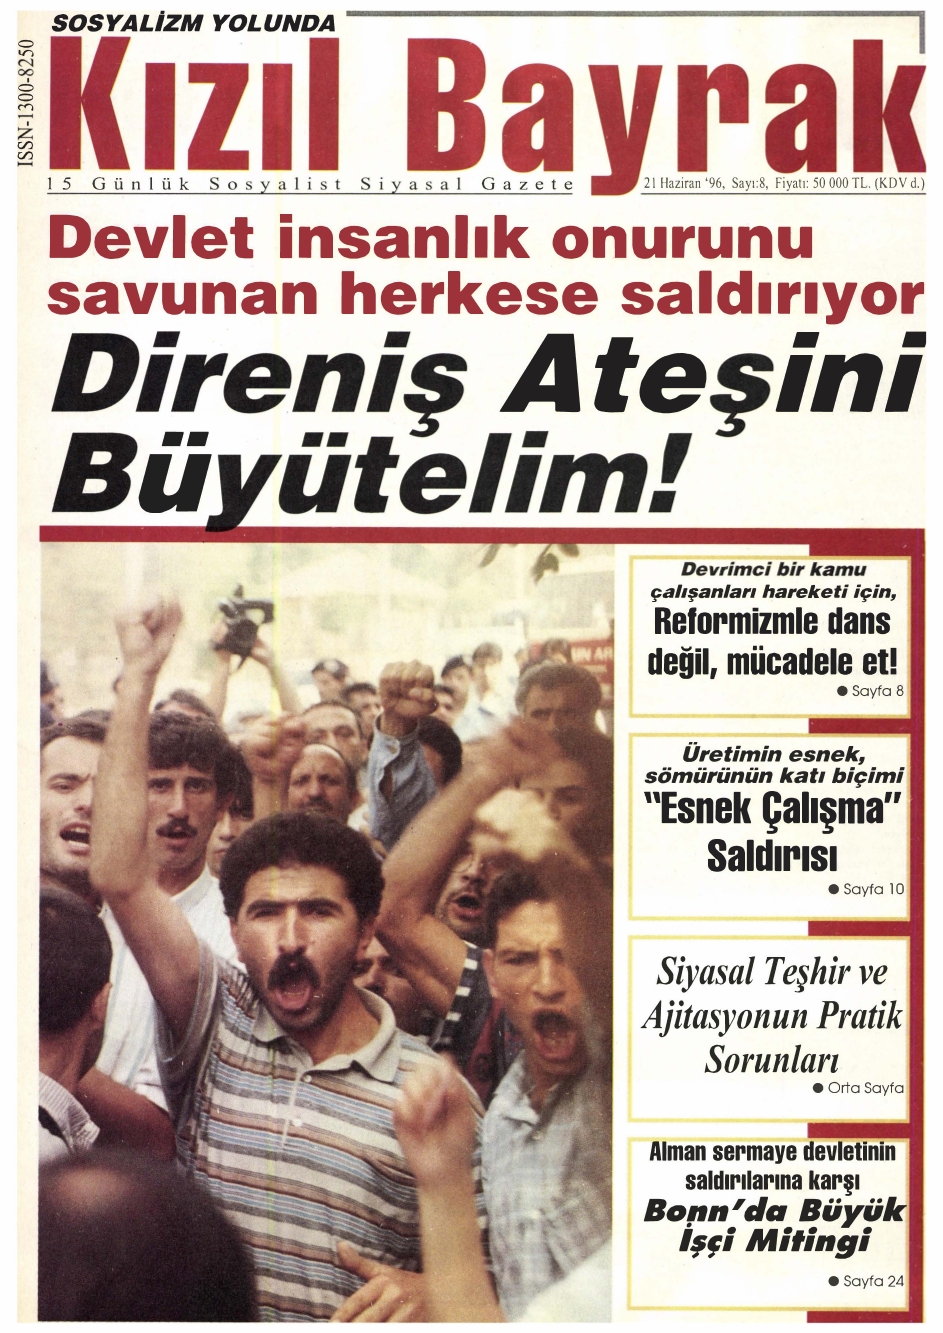 SOSYALİZM YOLUNDA
Kızıl Bayrak
ISSN-1300-8250
15 Günlük Sosyalist Siyasal Gazete
21 Haziran '96, Sayı:8, Fiyatı: 50 000 TL. (KDV d.)
Devlet insanlık onurunu
savunan herkese saldırıyor
Direniş Ateşini
Büyütelim!
Devrimci bir kamu
çalışanları hareketi için,
Reformizmle dans
değil, mücadele et!
● Sayfa 8
Üretimin esnek,
sömürünün katı biçimi
"Esnek Çalışma"
Saldırısı
● Sayfa 10
Siyasal Teşhir ve
Ajitasyonun Pratik
Sorunları
● Orta Sayfa
Alman sermaye devletinin
saldırılarına karşı
Bonn'da Büyük
İşçi Mitingi
● Sayfa 24